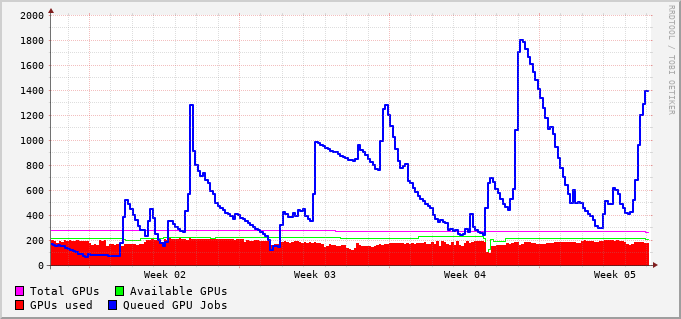 2000
1800
1600
1400
1200
1000
800
600
400
200
0
Week 02 Week 03 Week 04 Week 05
Total GPUs Available GPUs
GPUs used Queued GPU Jobs
RRDTOOL / TOBI OETIKER